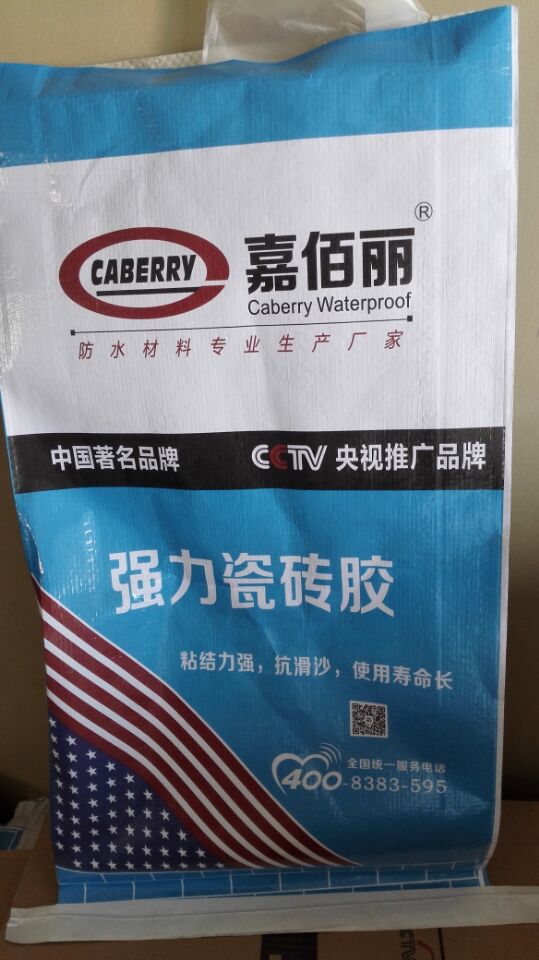 ®
CABERRY 嘉佰丽
Caberry Waterproof
防水材料专业生产厂家
中国著名品牌 CCTV 央视推广品牌
强力瓷砖胶
粘结力强，抗滑沙，使用寿命长
全国统一服务电话
400-8383-595